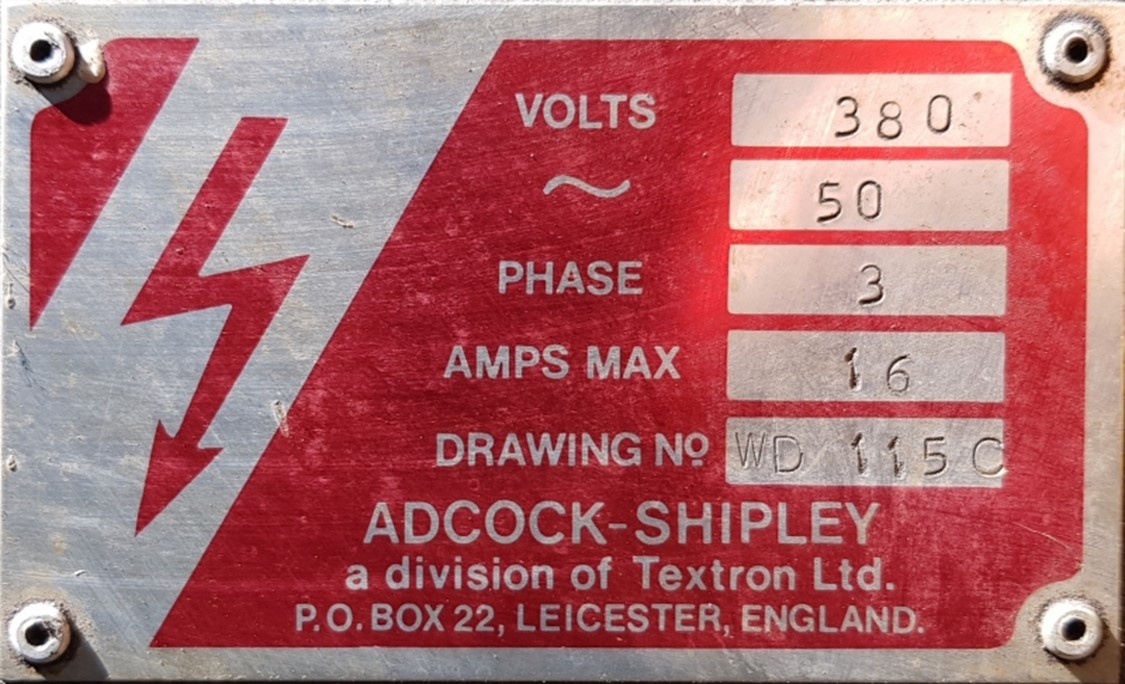 VOLTS 380
~ 50
PHASE 3
AMPS MAX 16
DRAWING Nº WD 115C
ADCOCK-SHIPLEY
a division of Textron Ltd.
P.O. BOX 22, LEICESTER, ENGLAND.